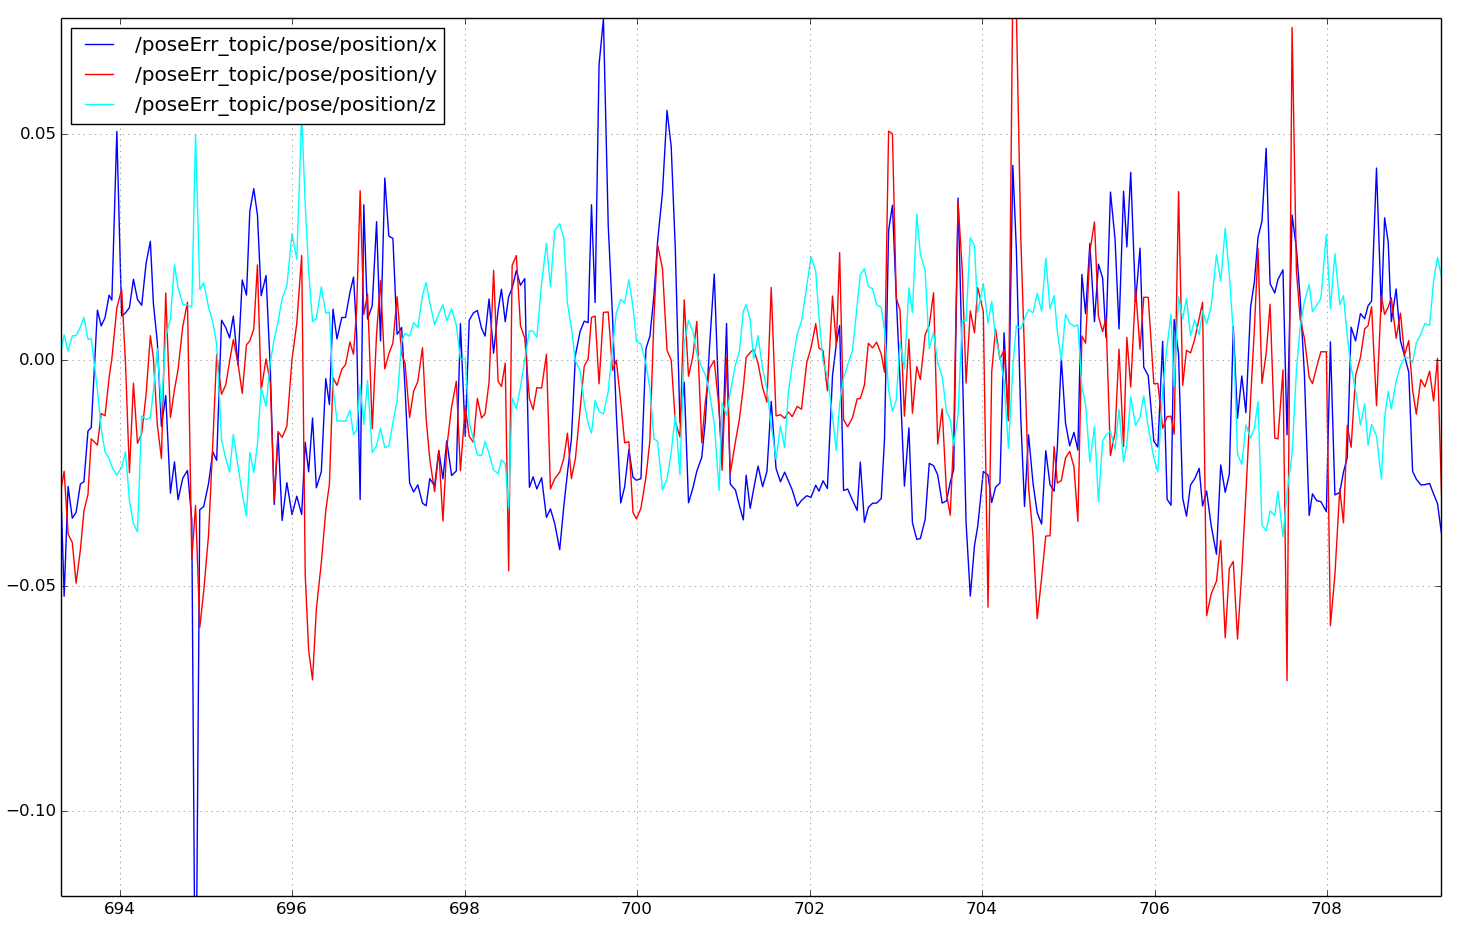 /poseErr_topic/pose/position/x
/poseErr_topic/pose/position/y
/poseErr_topic/pose/position/z
0.05
0.00
−0.05
−0.10
694 696 698 700 702 704 706 708